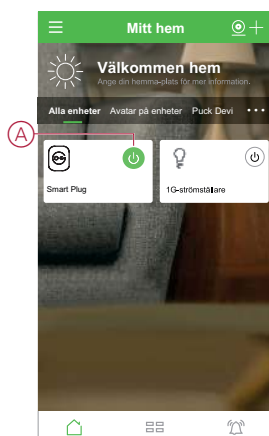 Mitt hem
Välkommen hem
Ange din hemma-plats för mer information.
Alla enheter Avatar på enheter Puck Devi
A
Smart Plug
1G-strömställare